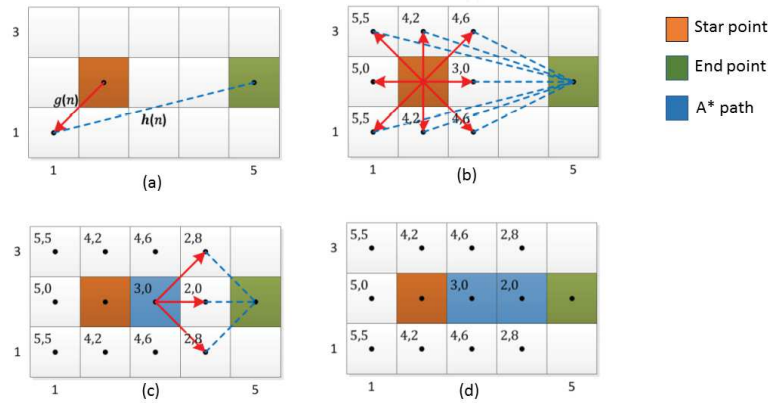 3
g(n)
h(n)
1
1 5
(a)
5,5 4,2 4,6
3
5,0 3,0
5,5 4,2 4,6
1
1 5
(b)
Star point
End point
A* path
5,5 4,2 4,6 2,8
3
5,0 3,0 2,0
5,5 4,2 4,6 2,8
1
1 5
(c)
5,5 4,2 4,6 2,8
3
5,0 3,0 2,0
5,5 4,2 4,6 2,8
1
1 5
(d)